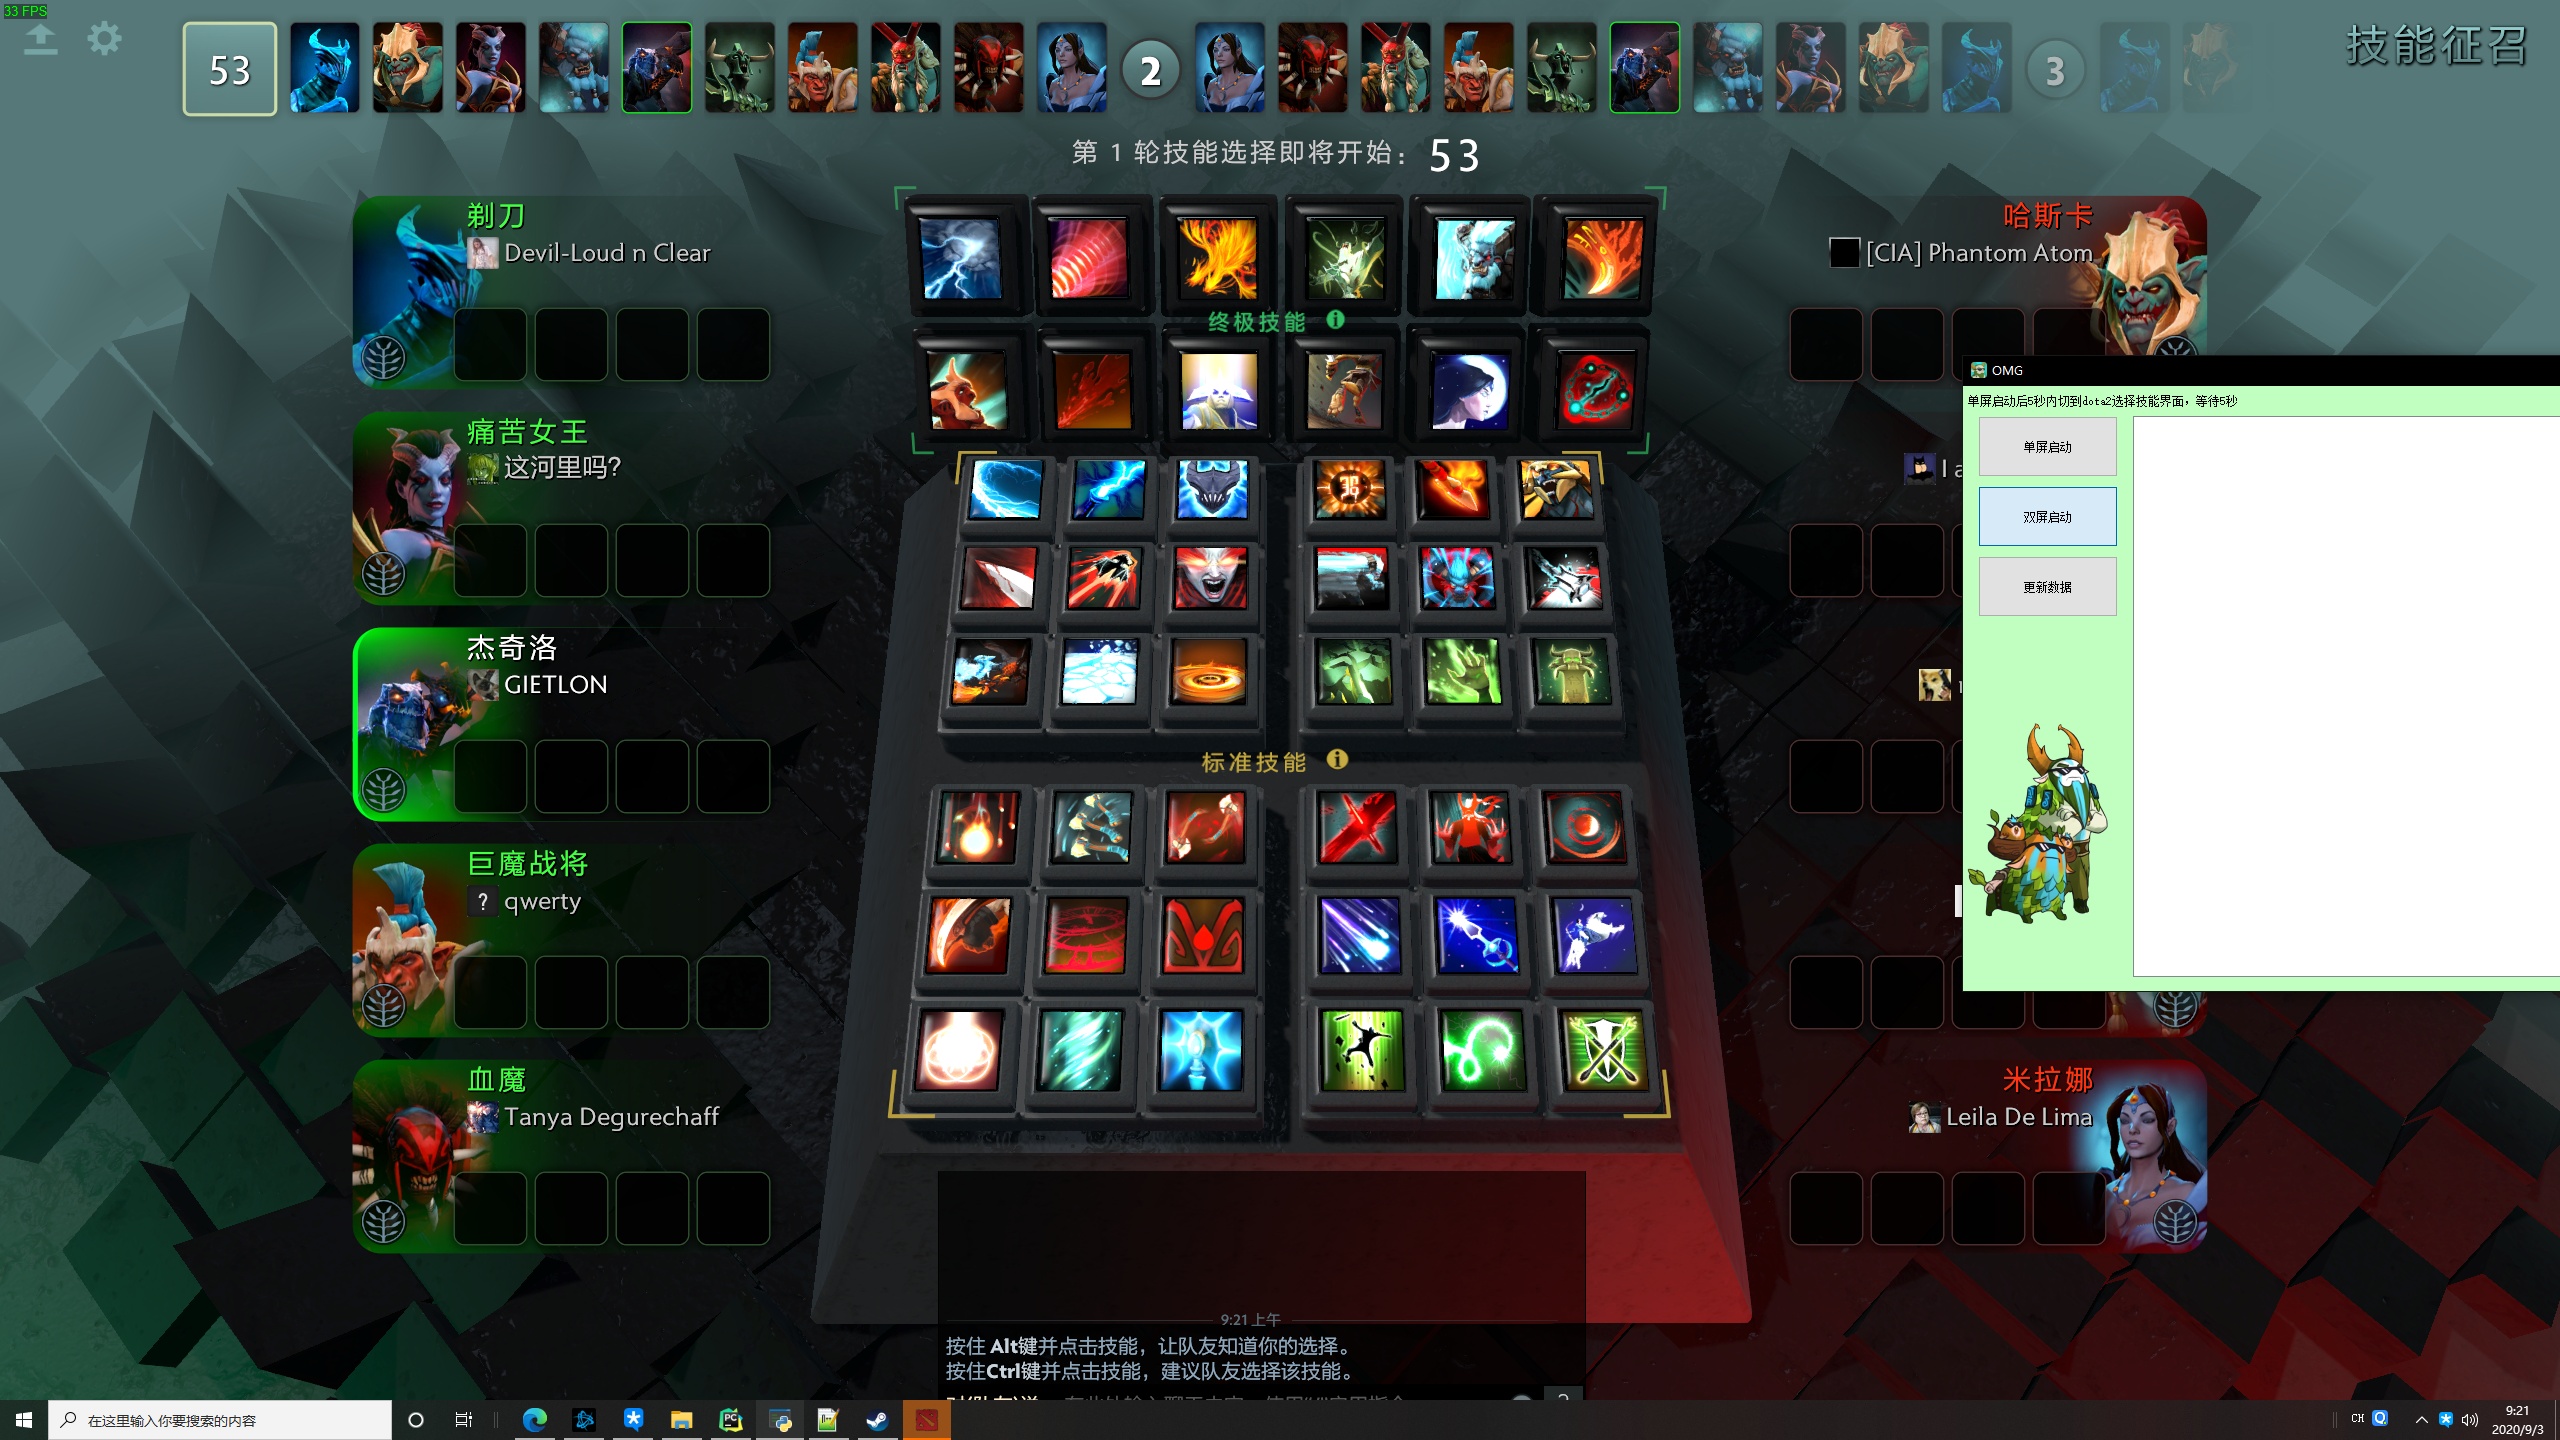 33 FPS
53
2
3
技能征召
第 1 轮技能选择即将开始： 53
剃刀
Devil-Loud n Clear
痛苦女王
这河里吗?
杰奇洛
GIETLON
巨魔战将
? qwerty
血魔
Tanya Degurechaff
终极技能
标准技能
哈斯卡
[CIA] Phantom Atom
I a
OMG
单屏启动后5秒内切到dota2选择技能界面，等待5秒
单屏启动
双屏启动
更新数据
米拉娜
Leila De Lima
9:21 上午
按住 Alt键并点击技能，让队友知道你的选择。
按住Ctrl键并点击技能，建议队友选择该技能。
在这里输入你要搜索的内容
CH
9:21
2020/9/3